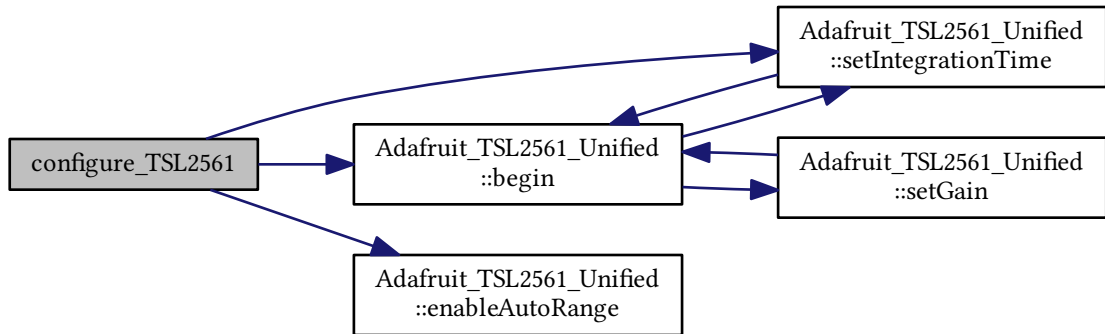 configure_TSL2561
Adafruit_TSL2561_Unified
::setIntegrationTime
Adafruit_TSL2561_Unified
::begin
Adafruit_TSL2561_Unified
::setGain
Adafruit_TSL2561_Unified
::enableAutoRange